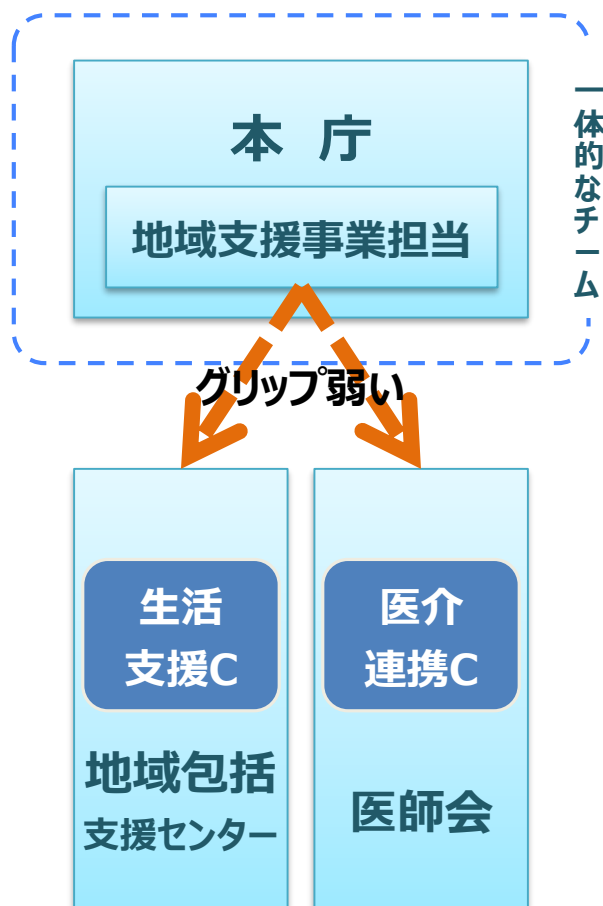 本 庁
地域支援事業担当
一体的なチーム
グリップ弱い
生活
支援C
地域包括
支援センター
医介
連携C
医師会